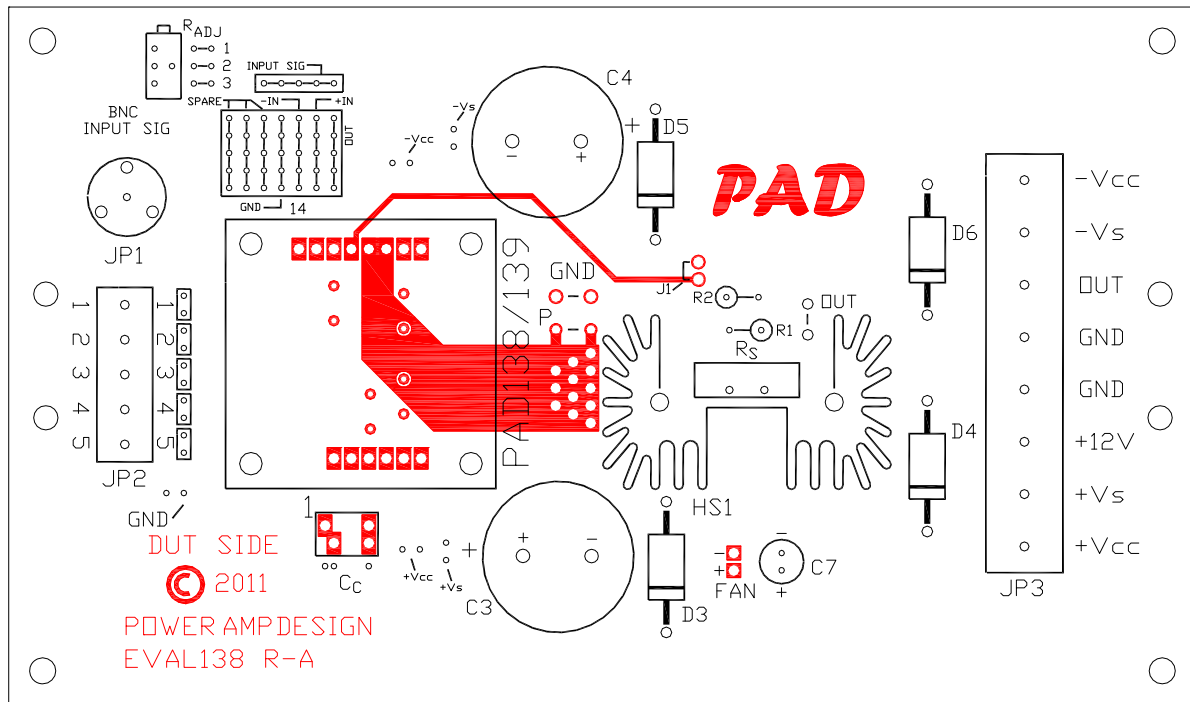 RADJ
1
2
3
INPUT SIG
SPARE
-IN
+IN
OUT
GND
14
BNC
INPUT SIG
JP1
-Vcc
-Vs
C4
-
+
+
D5
PAD
D6
-Vcc
-Vs
OUT
GND
GND
+12V
+Vs
+Vcc
JP3
GND
P
J1
R2
R1
OUT
Rs
HS1
D4
PAD138/139
1
2
3
4
5
1
2
3
4
5
JP2
GND
1
Cc
+Vcc
+Vs
+
+
-
C3
D3
-
+
FAN
C7
-
+
DUT SIDE
© 2011
POWER AMP DESIGN
EVAL138 R-A